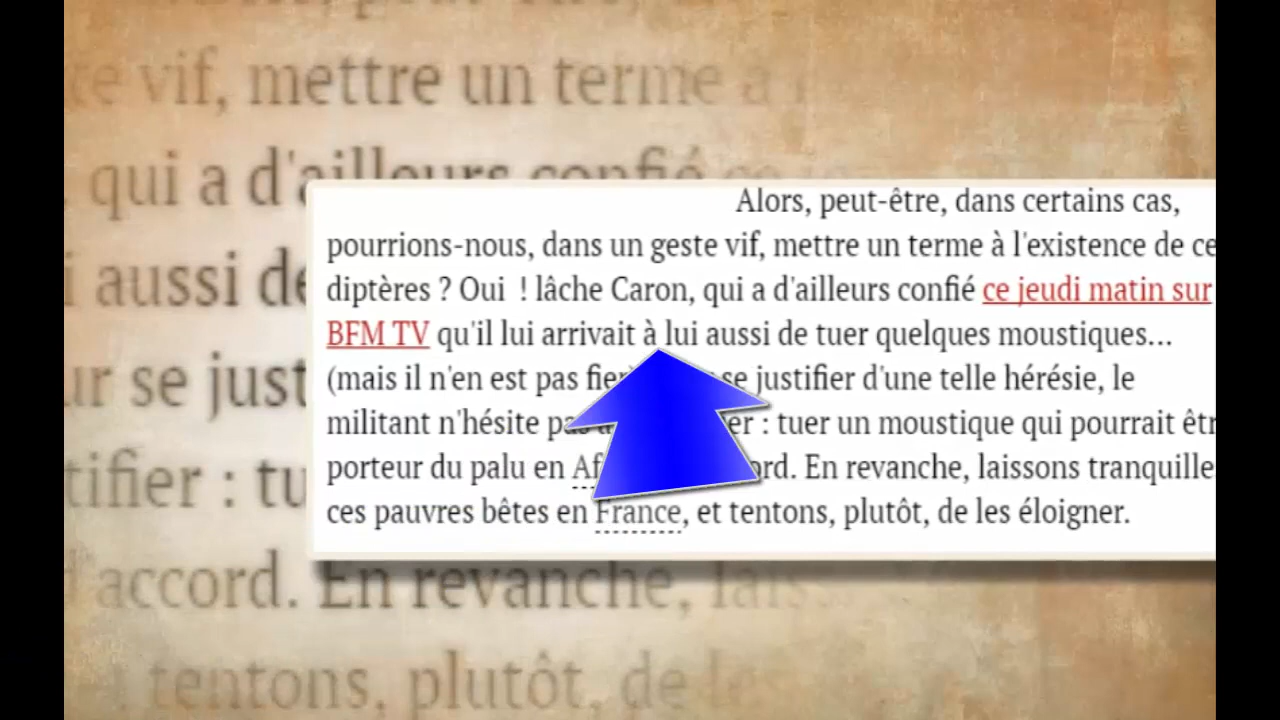 te vif, mettre un terme à
qui a d'ailleurs confié ce
i aussi de
ur se just
tifier : tu
d'accord. En revanche, laiss
tentons, plutôt, de les
Alors, peut-être, dans certains cas,
pourrions-nous, dans un geste vif, mettre un terme à l'existence de ce
diptères ? Oui ! lâche Caron, qui a d'ailleurs confié ce jeudi matin sur
BFM TV qu'il lui arrivait à lui aussi de tuer quelques moustiques...
(mais il n'en est pas fier se justifier d'une telle hérésie, le
militant n'hésite pas : tuer un moustique qui pourrait êtr
porteur du palu en En revanche, laissons tranquille
ces pauvres bêtes en France, et tentons, plutôt, de les éloigner.